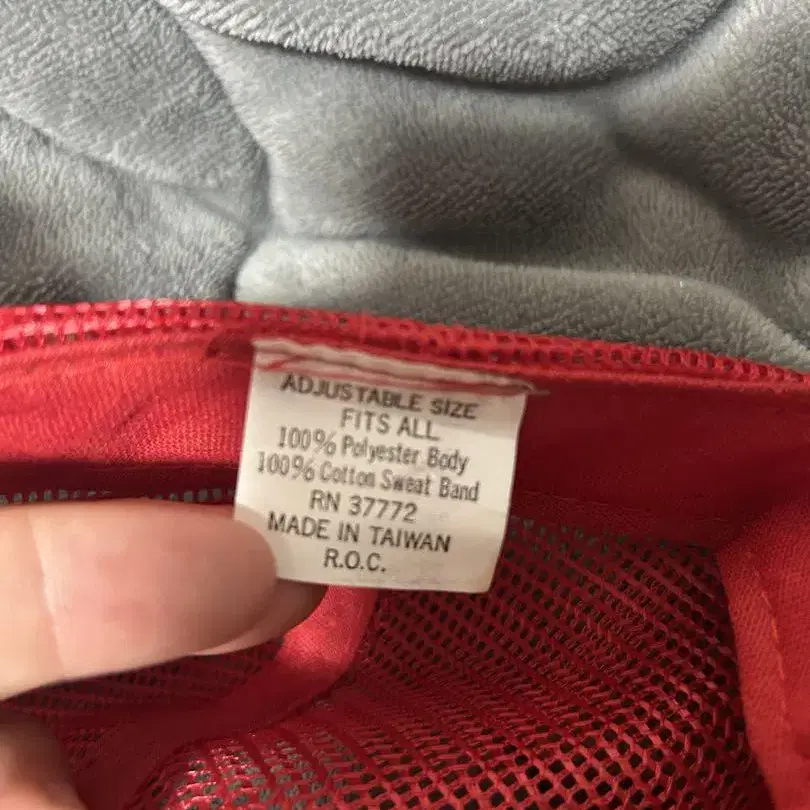 ADJUSTABLE SIZE
FITS ALL
100% Polyester Body
100% Cotton Sweat Band
RN 37772
MADE IN TAIWAN
R.O.C.